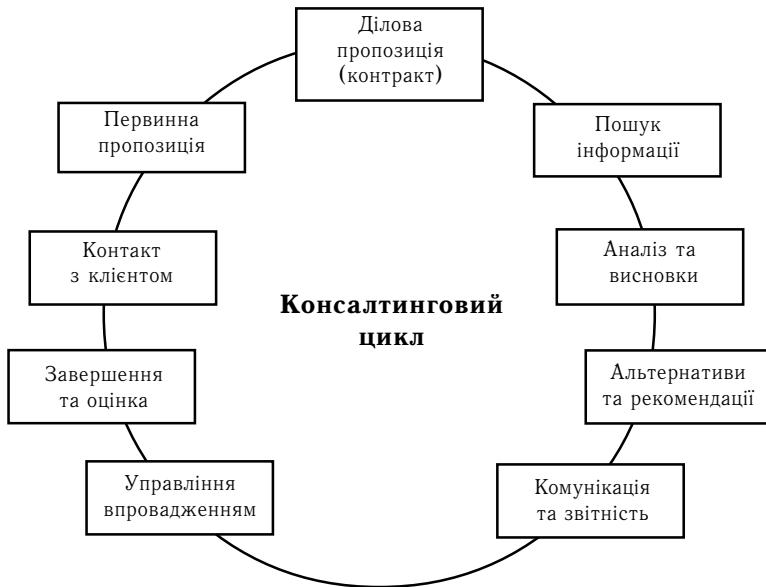 Ділова
пропозиція
(контракт)
Первинна
пропозиція
Пошук
інформації
Контакт
з клієнтом
Аналіз та
висновки
Консалтинговий
цикл
Завершення
та оцінка
Альтернативи
та рекомендації
Управління
впровадженням
Комунікація
та звітність